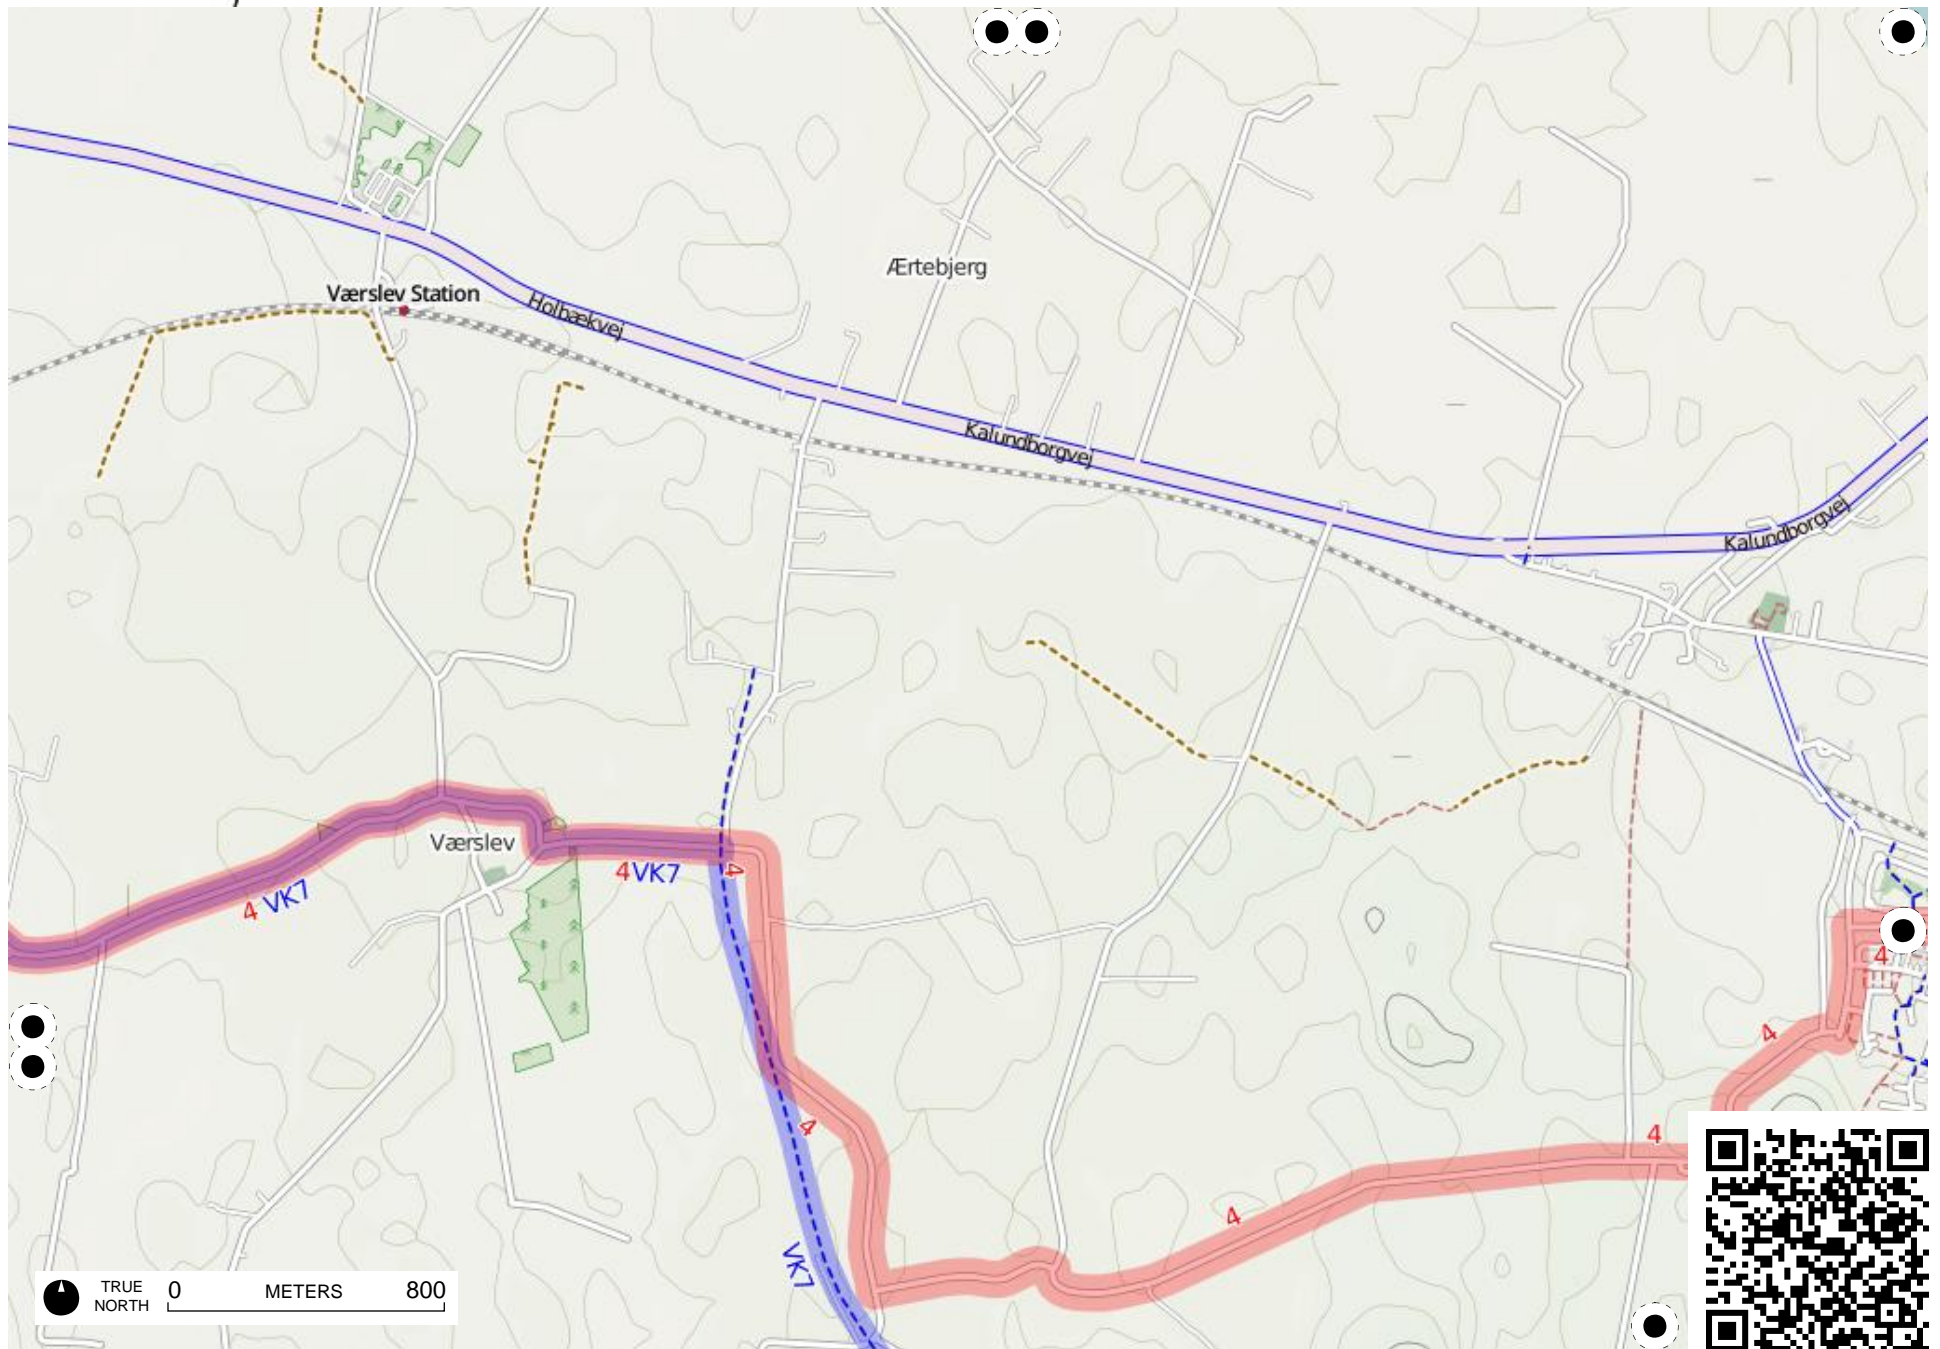 Ærtebjerg
Værslev Station
Holbækvej
Kalundborgvej
Kalundborgvej
Værslev
4
VK7
4
VK7
4
4
4
4
4
4
VK7
TRUE NORTH
0 METERS 800